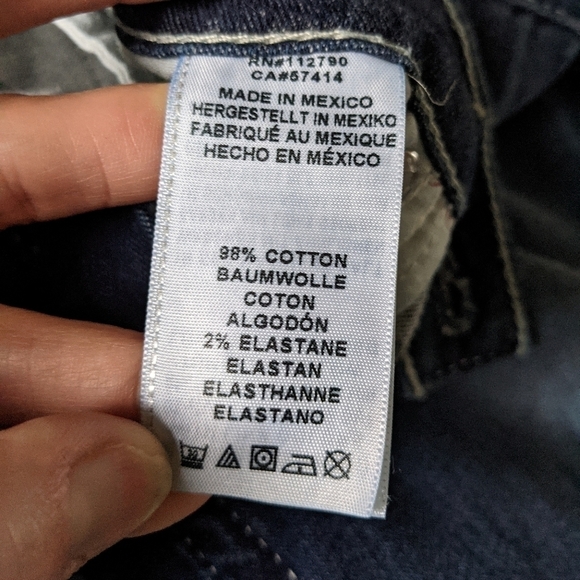 RN#112790
CA#57414
MADE IN MEXICO
HERGESTELLT IN MEXIKO
FABRIQUÉ AU MEXIQUE
HECHO EN MÉXICO
98% COTTON
BAUMWOLLE
COTON
ALGODÓN
2% ELASTANE
ELASTAN
ELASTHANNE
ELASTANO